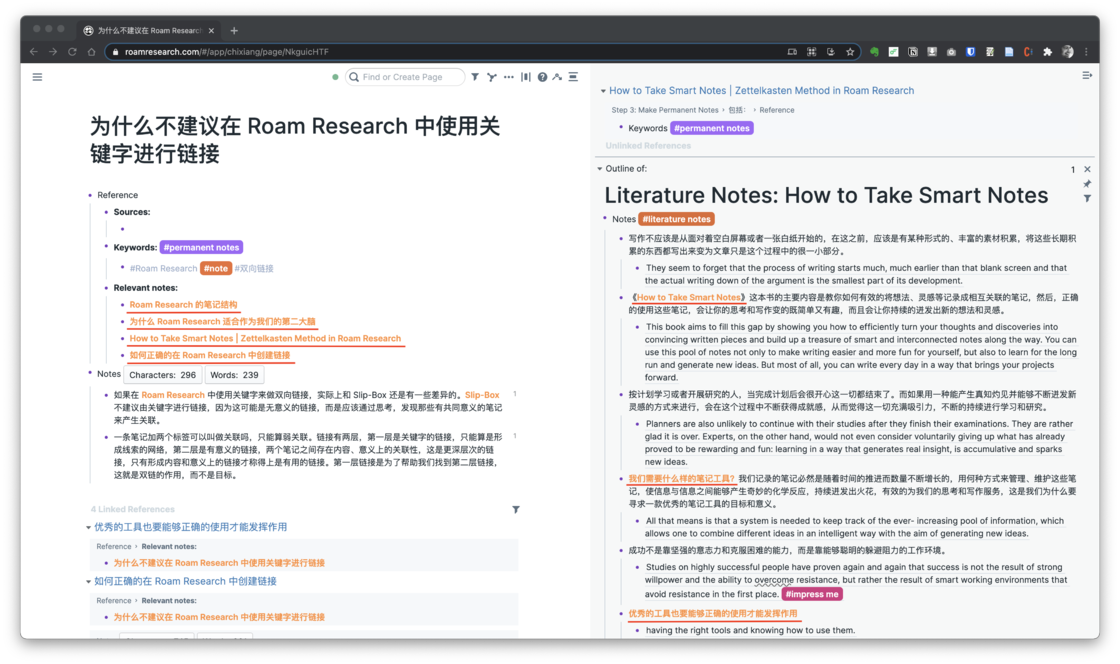 为什么不建议在 Roam Research
roamresearch.com/#/app/chixiang/page/NkguicHTF
Find or Create Page
为什么不建议在 Roam Research 中使用关
键字进行链接
Reference
Sources:
Keywords: #permanent notes
#Roam Research #note #双向链接
Relevant notes:
Roam Research 的笔记结构
为什么 Roam Research 适合作为我们的第二大脑
How to Take Smart Notes | Zettelkasten Method in Roam Research
如何正确的在 Roam Research 中创建链接
Notes Characters: 296 Words: 239
如果在 Roam Research 中使用关键字来做双向链接，实际上和 Slip-Box 还是有一些差异的。Slip-Box 1
不建议由关键字进行链接，因为这可能是无意义的链接，而是应该通过思考，发现那些有共同意义的笔记
来产生关联。
一条笔记加两个标签可以叫做关联吗，只能算弱关联。链接有两层，第一层是关键字的链接，只能算是形 1
成线索的网络，第二层是有意义的链接，两个笔记之间存在内容、意义上的关联性，这是更深层次的链
接，只有形成内容和意义上的链接才称得上是有用的链接。第一层链接是为了帮助我们找到第二层链接，
这就是双链的作用，而不是目标。
4 Linked References
优秀的工具也要能够正确的使用才能发挥作用
Reference › Relevant notes:
为什么不建议在 Roam Research 中使用关键字进行链接
如何正确的在 Roam Research 中创建链接
Reference › Relevant notes:
为什么不建议在 Roam Research 中使用关键字进行链接
How to Take Smart Notes | Zettelkasten Method in Roam Research
Step 3: Make Permanent Notes › 包括： › Reference
Keywords #permanent notes
Unlinked References
Outline of: 1
Literature Notes: How to Take Smart Notes
Notes #literature notes
写作不应该是从面对着空白屏幕或者一张白纸开始的，在这之前，应该是有某种形式的、丰富的素材积累，将这些长期积
累的东西都写出来变为文章只是这个过程中的很一小部分。
They seem to forget that the process of writing starts much, much earlier than that blank screen and that
the actual writing down of the argument is the smallest part of its development.
《How to Take Smart Notes》这本书的主要内容是教你如何有效的将想法、灵感等记录成相互关联的笔记，然后，正确
的使用这些笔记，会让你的思考和写作变的既简单又有趣，而且会让你持续的迸发出新的想法和灵感。
This book aims to fill this gap by showing you how to efficiently turn your thoughts and discoveries into
convincing written pieces and build up a treasure of smart and interconnected notes along the way. You can
use this pool of notes not only to make writing easier and more fun for yourself, but also to learn for the long
run and generate new ideas. But most of all, you can write every day in a way that brings your projects
forward.
按计划学习或者开展研究的人，当完成计划后会很开心这一切都结束了。而如果用一种能产生真知灼见并能够不断迸发新
灵感的方式来进行，会在这个过程中不断获得成就感，从而觉得这一切充满吸引力，不断的持续进行学习和研究。
Planners are also unlikely to continue with their studies after they finish their examinations. They are rather
glad it is over. Experts, on the other hand, would not even consider voluntarily giving up what has already
proved to be rewarding and fun: learning in a way that generates real insight, is accumulative and sparks
new ideas.
我们需要什么样的笔记工具？我们记录的笔记必然是随着时间的推进而数量不断增长的，用何种方式来管理、维护这些笔
记，使信息与信息之间能够产生奇妙的化学反应，持续迸发出火花，有效的为我们的思考和写作服务，这是我们为什么要
寻求一款优秀的笔记工具的目标和意义。
All that means is that a system is needed to keep track of the ever- increasing pool of information, which
allows one to combine different ideas in an intelligent way with the aim of generating new ideas.
成功不是靠坚强的意志力和克服困难的能力，而是靠能够聪明的躲避阻力的工作环境。
Studies on highly successful people have proven again and again that success is not the result of strong
willpower and the ability to overcome resistance, but rather the result of smart working environments that
avoid resistance in the first place. #impress me
优秀的工具也要能够正确的使用才能发挥作用
having the right tools and knowing how to use them.